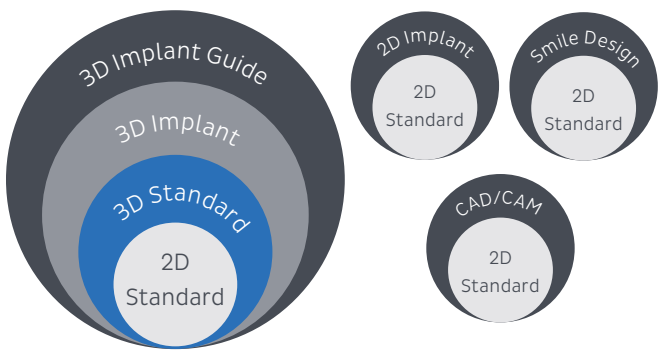 3D Implant Guide
3D Implant
3D Standard
2D
Standard
2D Implant
2D
Standard
Smile Design
2D
Standard
CAD/CAM
2D
Standard